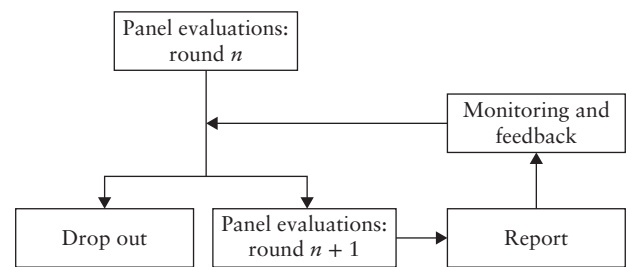 Panel evaluations:
round n
Monitoring and
feedback
Drop out
Panel evaluations:
round n + 1
Report